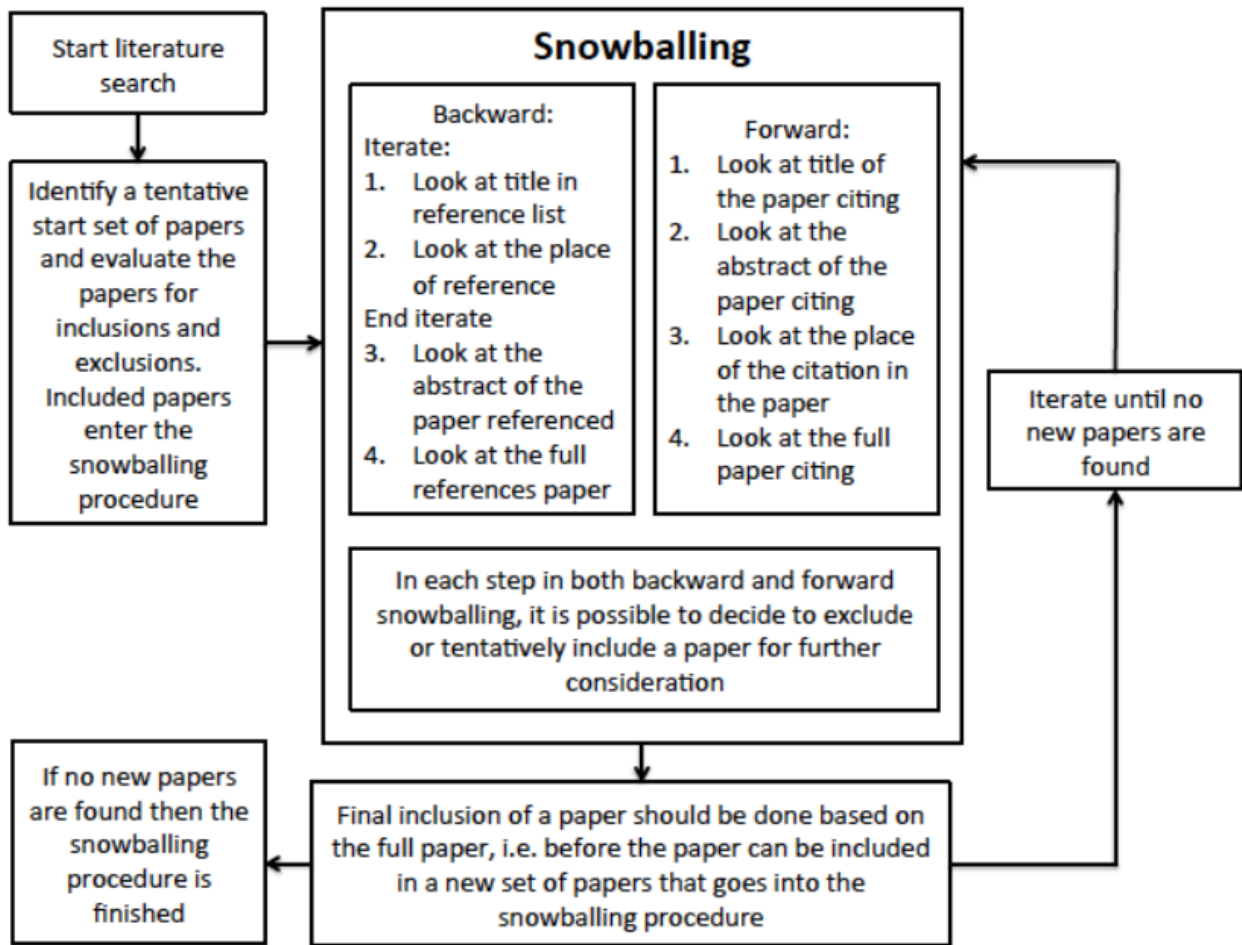 Start literature
search
Identify a tentative
start set of papers
and evaluate the
papers for
inclusions and
exclusions.
Included papers
enter the
snowballing
procedure
Snowballing
Backward:
Iterate:
1. Look at title in
reference list
2. Look at the place
of reference
End iterate
3. Look at the
abstract of the
paper referenced
4. Look at the full
references paper
Forward:
1. Look at title of
the paper citing
2. Look at the
abstract of the
paper citing
3. Look at the place
of the citation in
the paper
4. Look at the full
paper citing
In each step in both backward and forward
snowballing, it is possible to decide to exclude
or tentatively include a paper for further
consideration
Iterate until no
new papers are
found
Final inclusion of a paper should be done based on
the full paper, i.e. before the paper can be included
in a new set of papers that goes into the
snowballing procedure
If no new papers
are found then the
snowballing
procedure is
finished